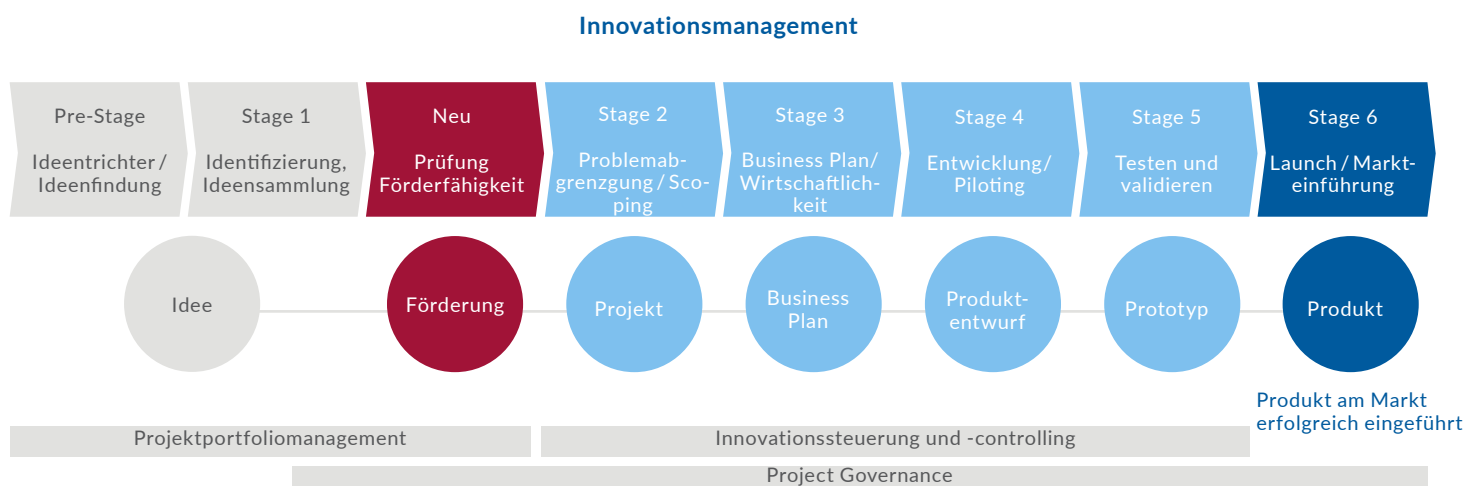 Innovationsmanagement
Pre-Stage
Ideentrichter / Ideenfindung
Stage 1
Identifizierung,
Ideensammlung
Neu
Prüfung
Förderfähigkeit
Stage 2
Problemab-
grenzgung / Sco-
ping
Stage 3
Business Plan/
Wirtschaftlich-
keit
Stage 4
Entwicklung/
Piloting
Stage 5
Testen und
validieren
Stage 6
Launch / Markt-
einführung
Idee
Förderung
Projekt
Business
Plan
Produkt-
entwurf
Prototyp
Produkt
Produkt am Markt
erfolgreich eingeführt
Projektportfoliomanagement
Innovationssteuerung und -controlling
Project Governance